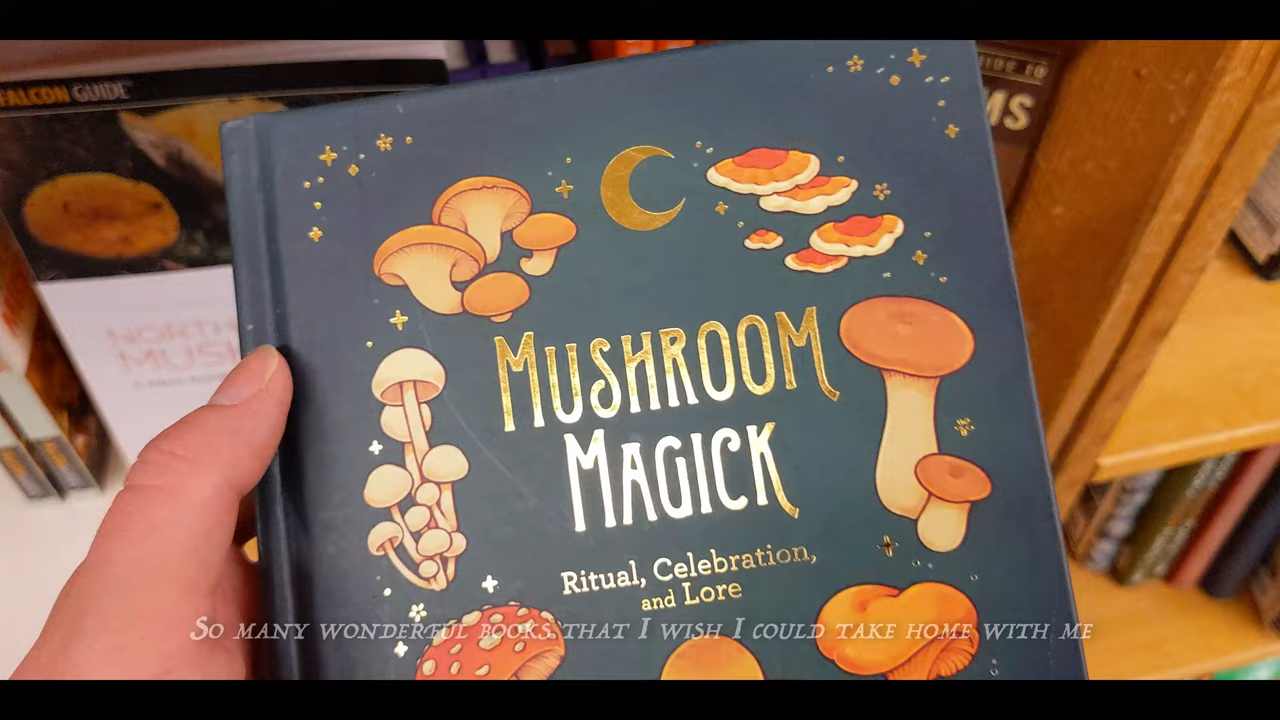 FALCON GUIDE
MUSHROOM
MAGICK
Ritual, Celebration,
and Lore
So many wonderful books that I wish I could take home with me